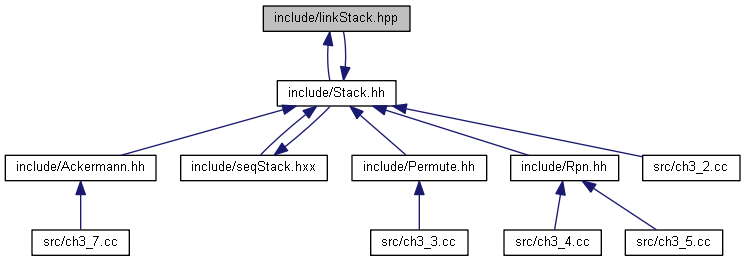 include/linkStack.hpp
include/Stack.hh
include/Ackermann.hh
include/seqStack.hxx
include/Permute.hh
include/Rpn.hh
src/ch3_2.cc
src/ch3_7.cc
src/ch3_3.cc
src/ch3_4.cc
src/ch3_5.cc